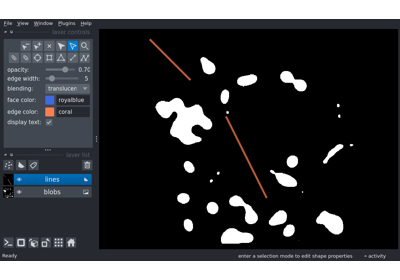 File View Window Plugins Help
layer controls
opacity: 0.70
edge width: 5
blending: translucen
face color: royalblue
edge color: coral
display text:
layer list
lines
blobs
Ready enter a selection mode to edit shape properties activity